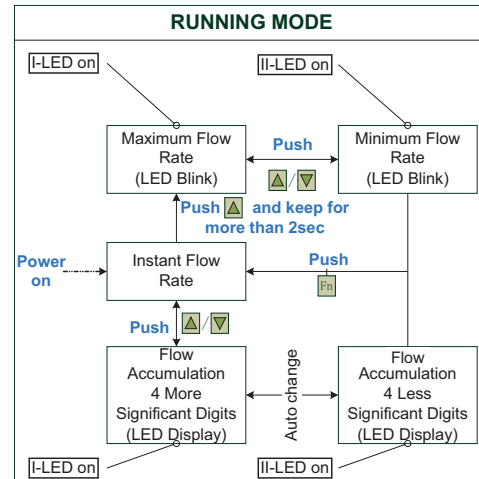 RUNNING MODE
I-LED on
II-LED on
Maximum Flow
Rate
(LED Blink)
Push
▲/▼
Minimum Flow
Rate
(LED Blink)
Push ▲ and keep for
more than 2sec
Power
on
Instant Flow
Rate
Push
Fn
Push ▲/▼
Flow
Accumulation
4 More
Significant Digits
(LED Display)
Auto change
Flow
Accumulation
4 Less
Significant Digits
(LED Display)
I-LED on
II-LED on